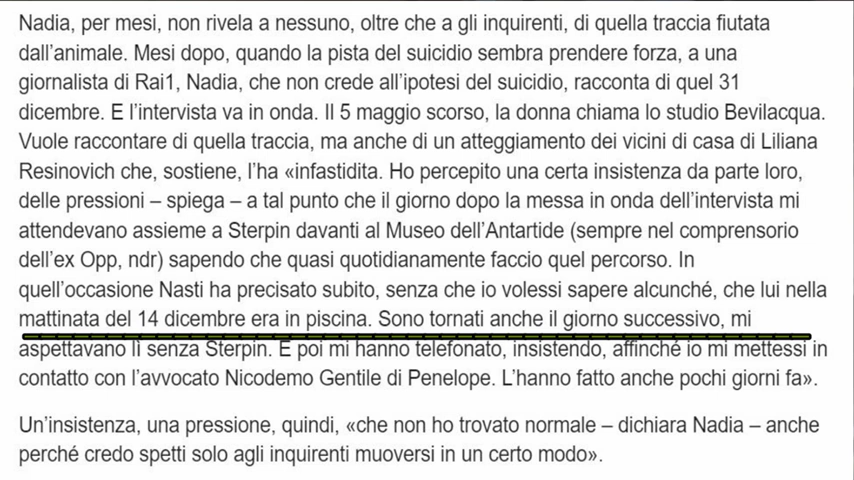 Nadia, per mesi, non rivela a nessuno, oltre che a gli inquirenti, di quella traccia fiutata
dall'animale. Mesi dopo, quando la pista del suicidio sembra prendere forza, a una
giornalista di Rai1, Nadia, che non crede all'ipotesi del suicidio, racconta di quel 31
dicembre. E l'intervista va in onda. Il 5 maggio scorso, la donna chiama lo studio Bevilacqua.
Vuole raccontare di quella traccia, ma anche di un atteggiamento dei vicini di casa di Liliana
Resinovich che, sostiene, l'ha «infastidita. Ho percepito una certa insistenza da parte loro,
delle pressioni – spiega – a tal punto che il giorno dopo la messa in onda dell'intervista mi
attendevano assieme a Sterpin davanti al Museo dell'Antartide (sempre nel comprensorio
dell'ex Opp, ndr) sapendo che quasi quotidianamente faccio quel percorso. In
quell'occasione Nasti ha precisato subito, senza che io volessi sapere alcunché, che lui nella
mattinata del 14 dicembre era in piscina. Sono tornati anche il giorno successivo, mi
aspettavano lì senza Sterpin. E poi mi hanno telefonato, insistendo, affinché io mi mettessi in
contatto con l'avvocato Nicodemo Gentile di Penelope. L'hanno fatto anche pochi giorni fa».
Un'insistenza, una pressione, quindi, «che non ho trovato normale – dichiara Nadia – anche
perché credo spetti solo agli inquirenti muoversi in un certo modo».